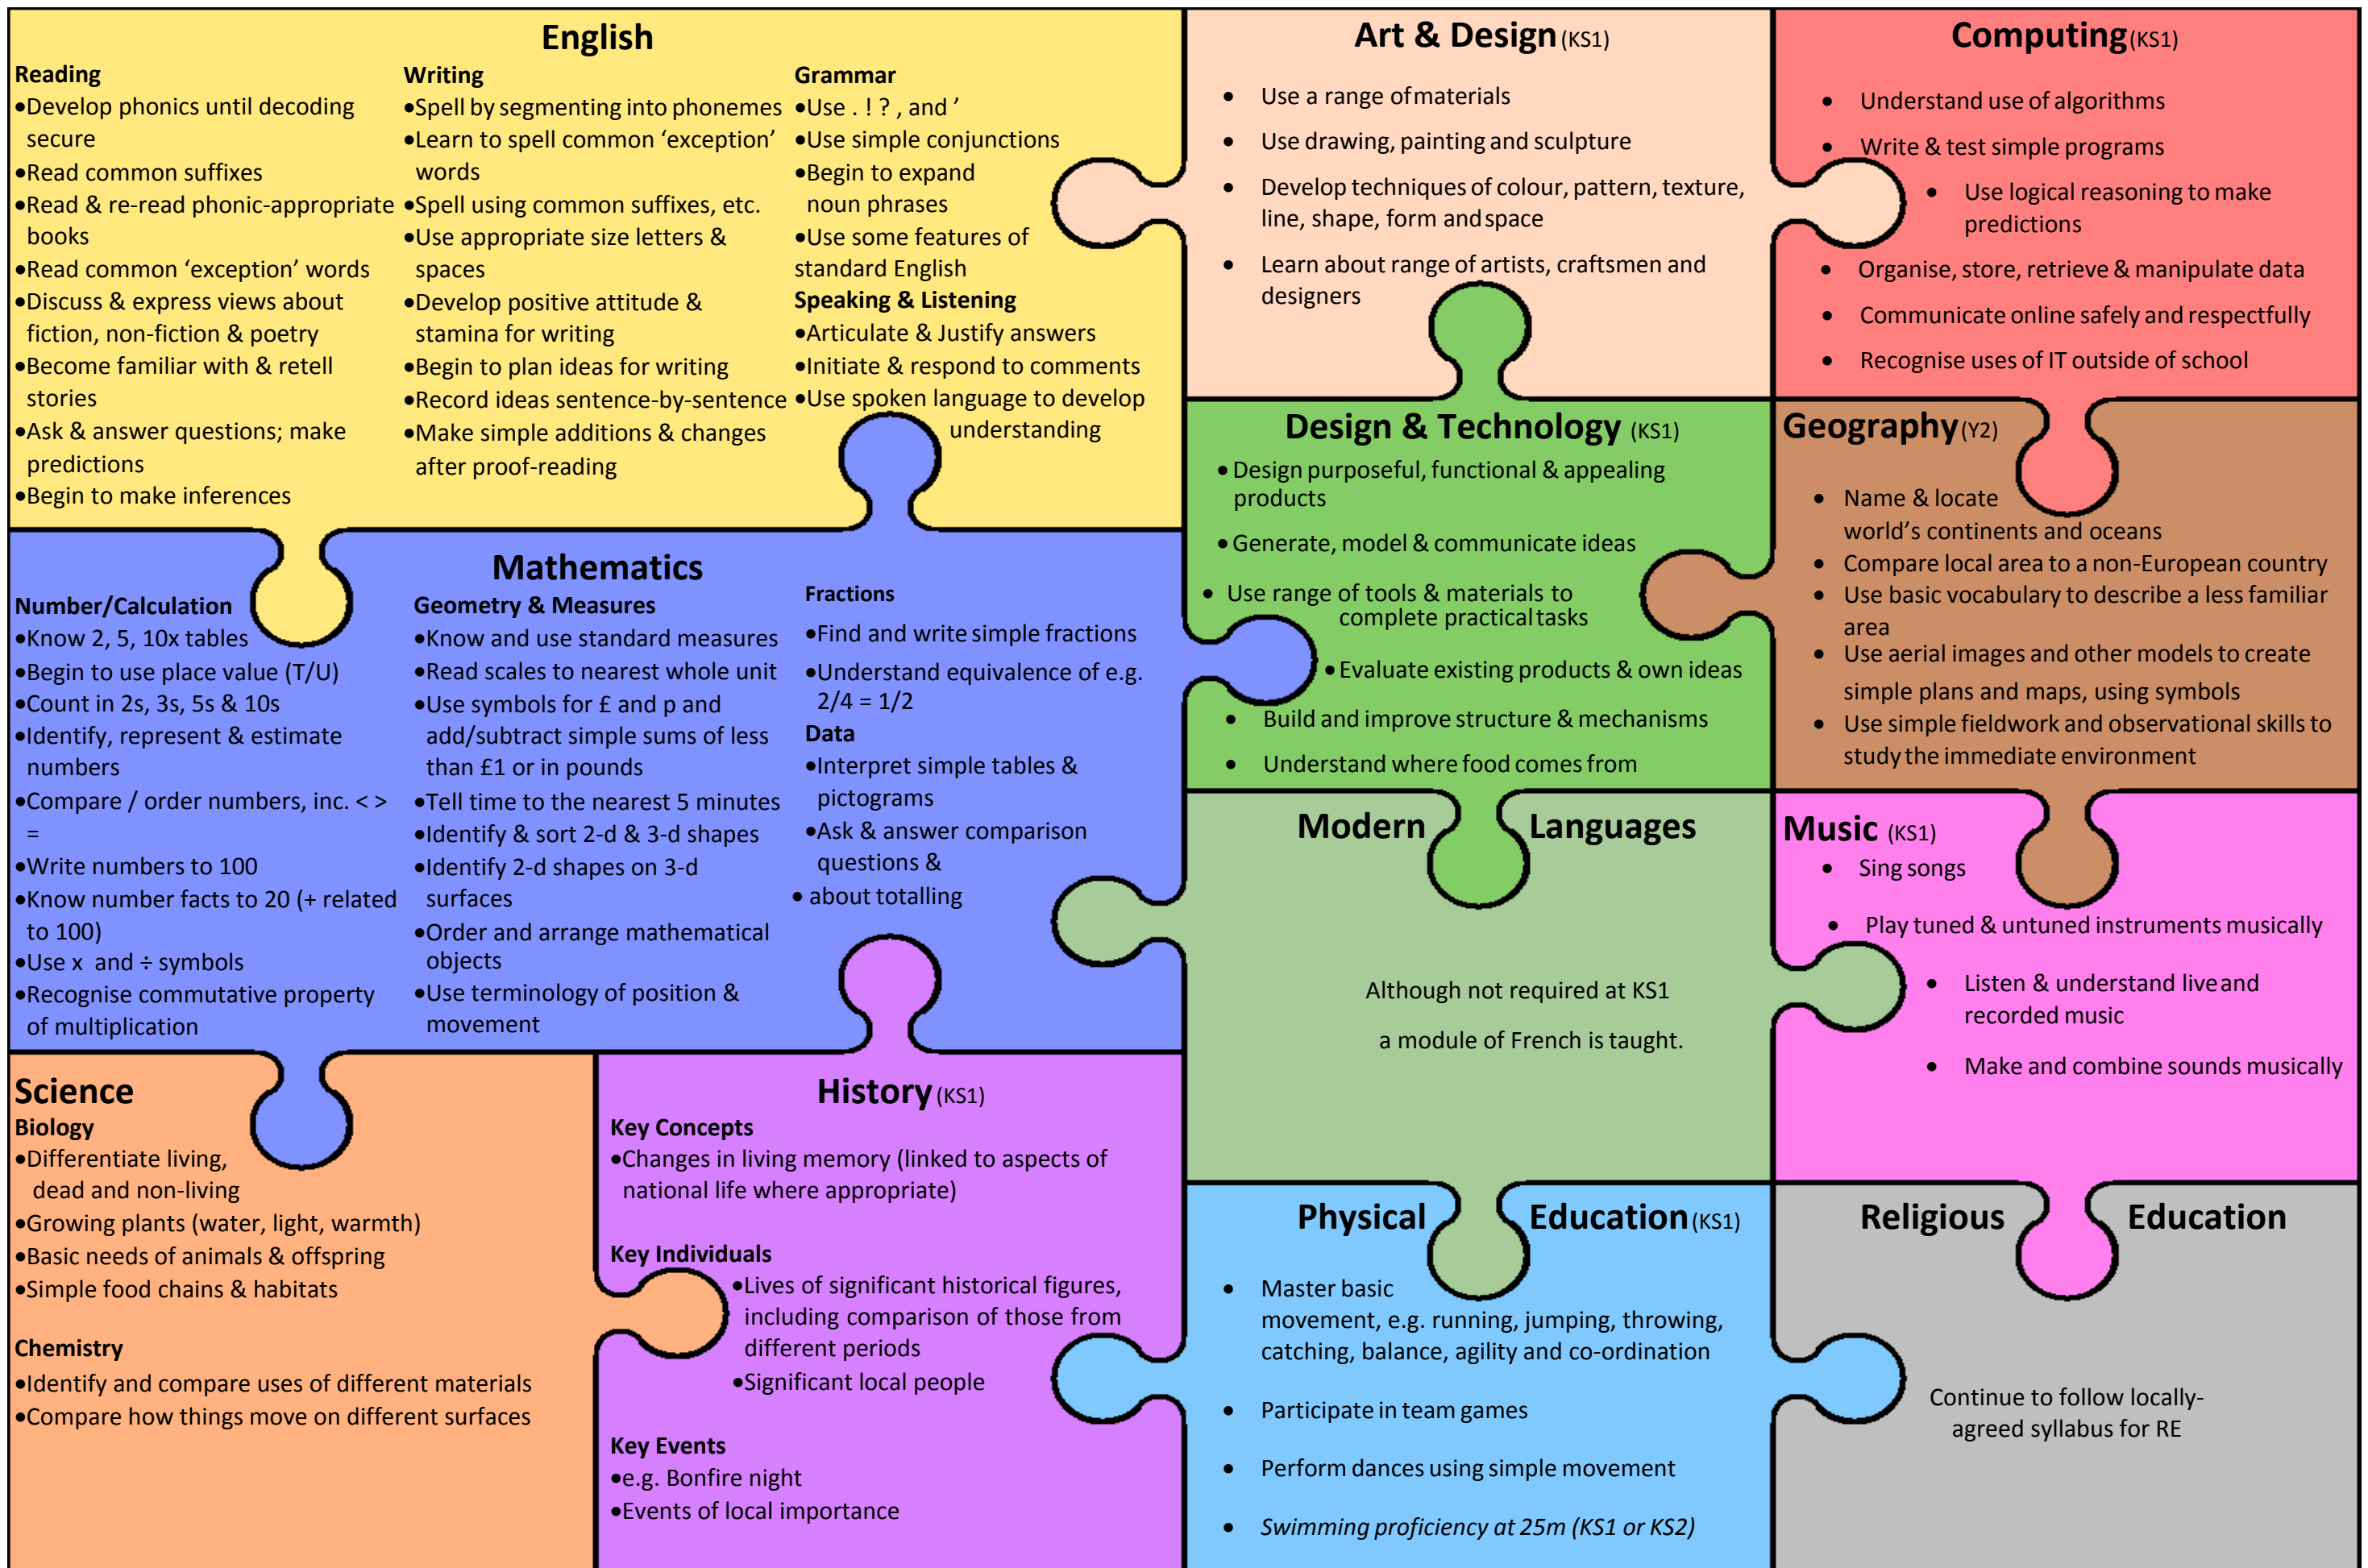 English
Reading
•Develop phonics until decoding
secure
•Read common suffixes
•Read & re-read phonic-appropriate
books
•Read common ‘exception’ words
•Discuss & express views about
fiction, non-fiction & poetry
•Become familiar with & retell
stories
•Ask & answer questions; make
predictions
•Begin to make inferences
Writing
•Spell by segmenting into phonemes
•Learn to spell common ‘exception’
words
•Spell using common suffixes, etc.
•Use appropriate size letters &
spaces
•Develop positive attitude &
stamina for writing
•Begin to plan ideas for writing
•Record ideas sentence-by-sentence
•Make simple additions & changes
after proof-reading
Grammar
•Use . ! ? , and ’
•Use simple conjunctions
•Begin to expand
noun phrases
•Use some features of
standard English
Speaking & Listening
•Articulate & Justify answers
•Initiate & respond to comments
•Use spoken language to develop
understanding
Art & Design (KS1)
• Use a range of materials
• Use drawing, painting and sculpture
• Develop techniques of colour, pattern, texture,
line, shape, form and space
• Learn about range of artists, craftsmen and
designers
Computing (KS1)
• Understand use of algorithms
• Write & test simple programs
• Use logical reasoning to make
predictions
• Organise, store, retrieve & manipulate data
• Communicate online safely and respectfully
• Recognise uses of IT outside of school
Mathematics
Number/Calculation
•Know 2, 5, 10x tables
•Begin to use place value (T/U)
•Count in 2s, 3s, 5s & 10s
•Identify, represent & estimate
numbers
•Compare / order numbers, inc. < >
=
•Write numbers to 100
•Know number facts to 20 (+ related
to 100)
•Use x and ÷ symbols
•Recognise commutative property
of multiplication
Geometry & Measures
•Know and use standard measures
•Read scales to nearest whole unit
•Use symbols for £ and p and
add/subtract simple sums of less
than £1 or in pounds
•Tell time to the nearest 5 minutes
•Identify & sort 2-d & 3-d shapes
•Identify 2-d shapes on 3-d
surfaces
•Order and arrange mathematical
objects
•Use terminology of position &
movement
Fractions
•Find and write simple fractions
•Understand equivalence of e.g.
2/4 = 1/2
Data
•Interpret simple tables &
pictograms
•Ask & answer comparison
questions &
• about totalling
Design & Technology (KS1)
• Design purposeful, functional & appealing
products
• Generate, model & communicate ideas
• Use range of tools & materials to
complete practical tasks
• Evaluate existing products & own ideas
• Build and improve structure & mechanisms
• Understand where food comes from
Geography (Y2)
• Name & locate
world’s continents and oceans
• Compare local area to a non-European country
• Use basic vocabulary to describe a less familiar
area
• Use aerial images and other models to create
simple plans and maps, using symbols
• Use simple fieldwork and observational skills to
study the immediate environment
Modern Languages
Although not required at KS1
a module of French is taught.
Music (KS1)
• Sing songs
• Play tuned & untuned instruments musically
• Listen & understand live and
recorded music
• Make and combine sounds musically
Science
Biology
•Differentiate living,
dead and non-living
•Growing plants (water, light, warmth)
•Basic needs of animals & offspring
•Simple food chains & habitats
Chemistry
•Identify and compare uses of different materials
•Compare how things move on different surfaces
History (KS1)
Key Concepts
•Changes in living memory (linked to aspects of
national life where appropriate)
Key Individuals
•Lives of significant historical figures,
including comparison of those from
different periods
•Significant local people
Key Events
•e.g. Bonfire night
•Events of local importance
Physical Education (KS1)
• Master basic
movement, e.g. running, jumping, throwing,
catching, balance, agility and co-ordination
• Participate in team games
• Perform dances using simple movement
• Swimming proficiency at 25m (KS1 or KS2)
Religious Education
Continue to follow locally-
agreed syllabus for RE